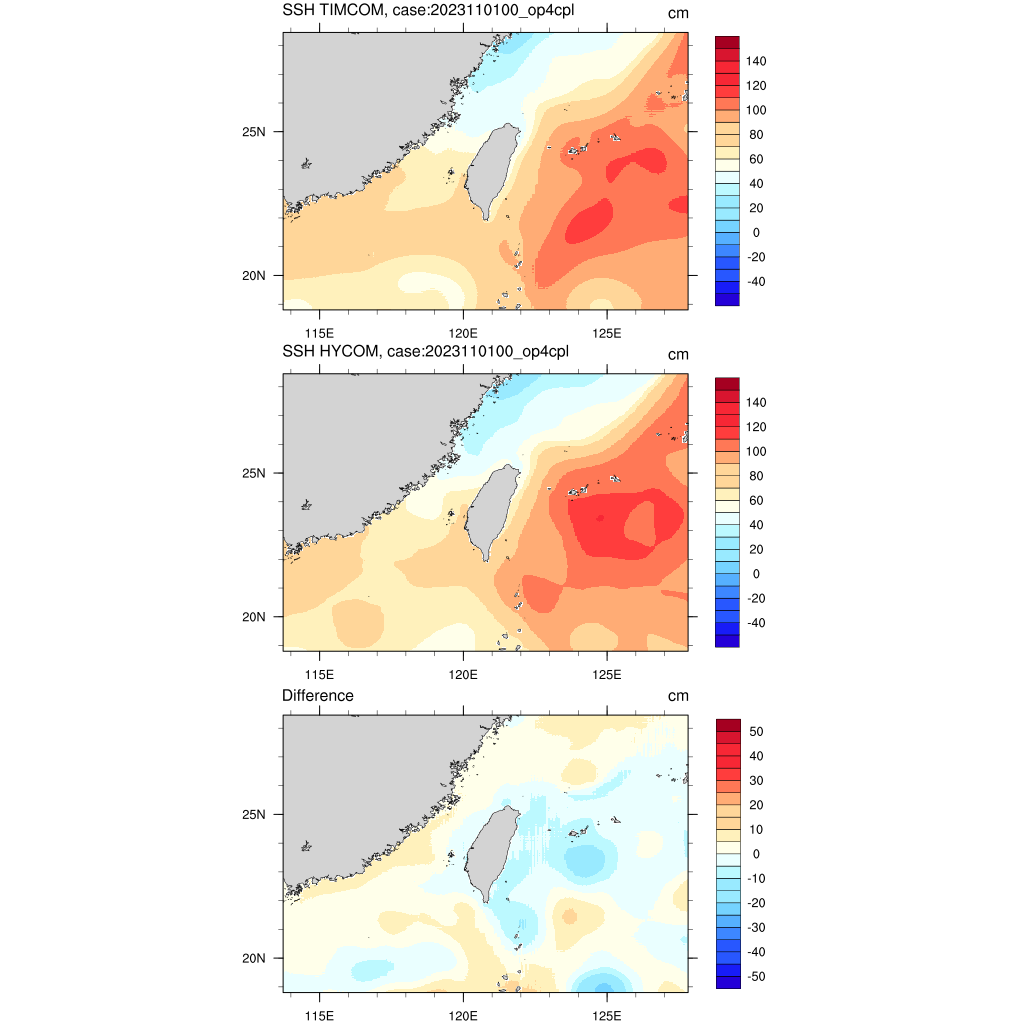 SSH TIMCOM, case:2023110100_op4cpl cm
140
120
100
25N 80
60
40
20
0
20N -20
-40
115E 120E 125E
SSH HYCOM, case:2023110100_op4cpl cm
140
120
100
25N 80
60
40
20
0
20N -20
-40
115E 120E 125E
Difference cm
50
40
30
25N 20
10
0
-10
-20
20N -30
-40
-50
115E 120E 125E